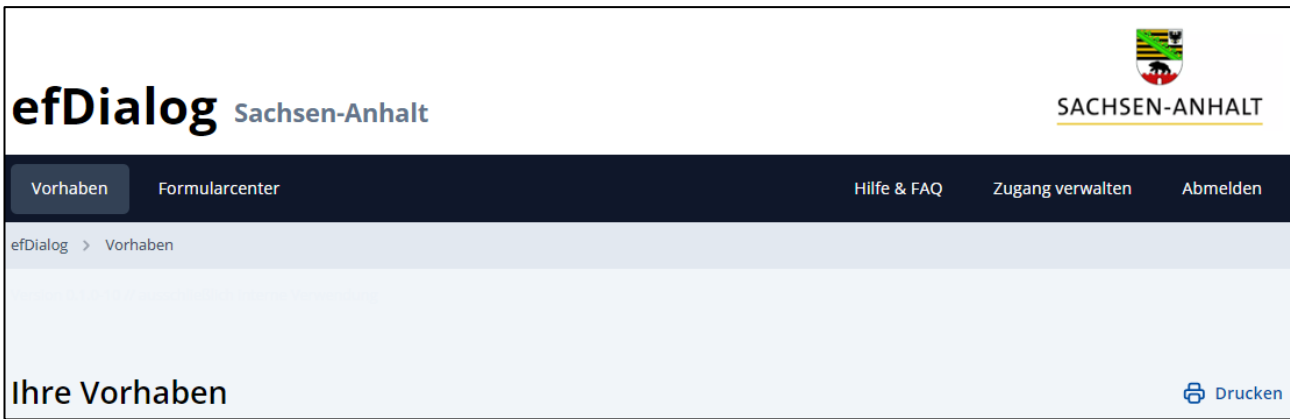 efDialog Sachsen-Anhalt
SACHSEN-ANHALT
Vorhaben Formularcenter Hilfe & FAQ Zugang verwalten Abmelden
efDialog > Vorhaben
Ihre Vorhaben Drucken